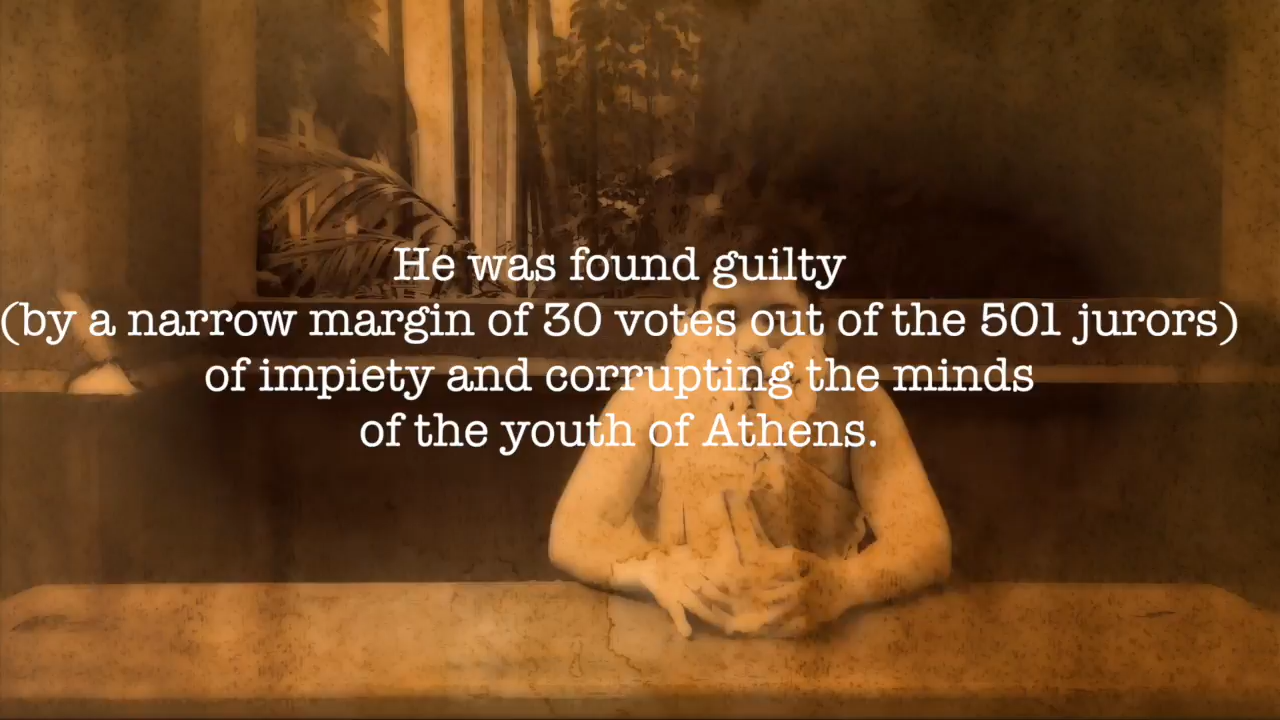 He was found guilty
(by a narrow margin of 30 votes out of the 501 jurors)
of impiety and corrupting the minds
of the youth of Athens.